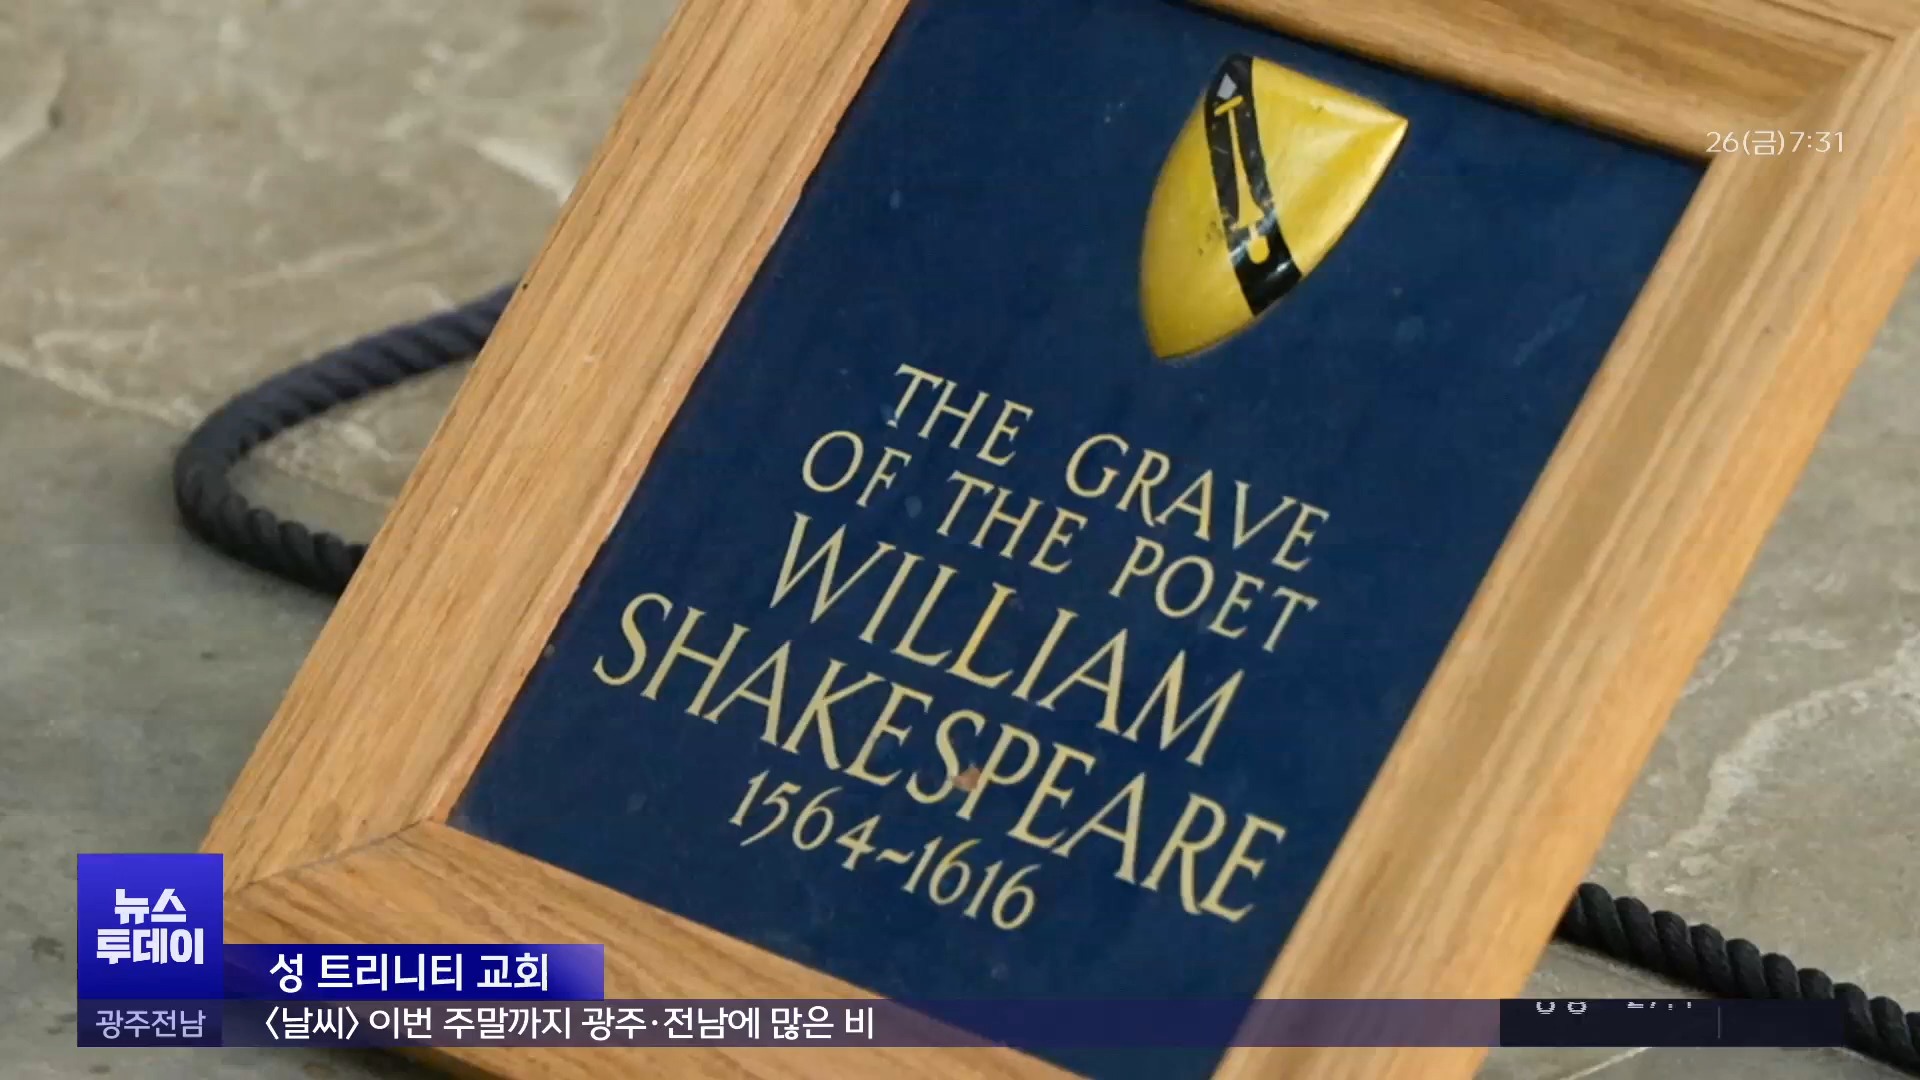 26(금)7:31
THE GRAVE
OF THE POET
WILLIAM
SHAKESPEARE
1564~1616
뉴스
투데이
성 트리니티 교회
광주전남
〈날씨〉 이번 주말까지 광주·전남에 많은 비